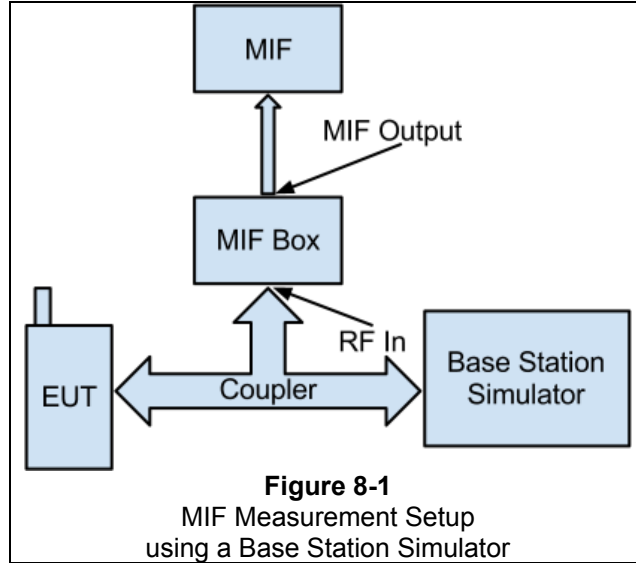 MIF
MIF Output
MIF Box
RF In
EUT
Coupler
Base Station
Simulator
Figure 8-1
MIF Measurement Setup
using a Base Station Simulator